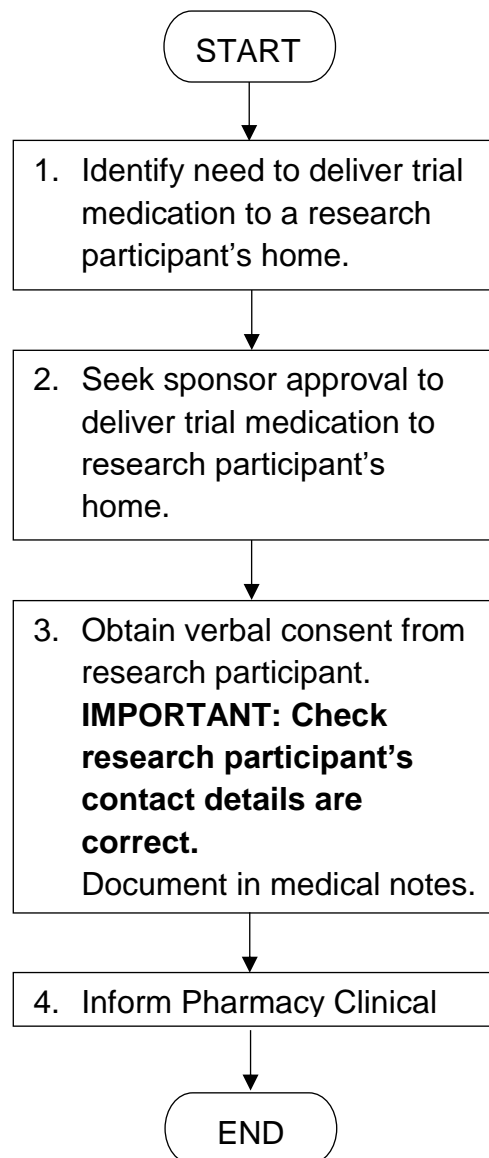 START
1. Identify need to deliver trial
medication to a research
participant’s home.
2. Seek sponsor approval to
deliver trial medication to
research participant’s
home.
3. Obtain verbal consent from
research participant.
IMPORTANT: Check
research participant’s
contact details are
correct.
Document in medical notes.
4. Inform Pharmacy Clinical
END